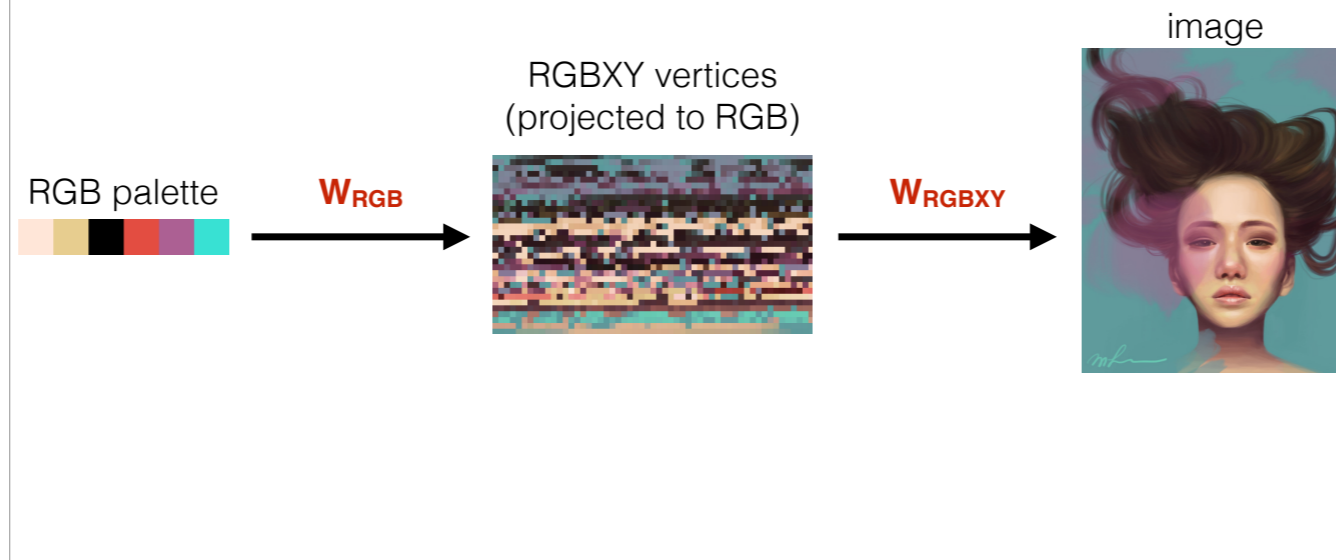 image
RGBXY vertices
(projected to RGB)
RGB palette
WRGB
WRGBXY